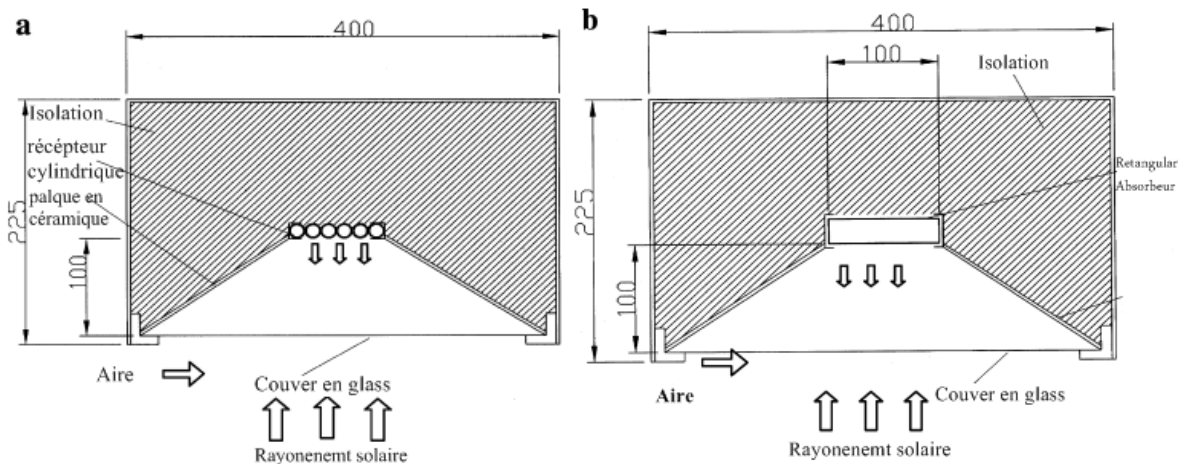 a
400
Isolation
récépteur
cylindrique
palque en
céramique
225
100
Aire
Couver en glass
Rayonenemt solaire
b
400
100
Isolation
Retangular
Absorbeur
225
100
Aire
Couver en glass
Rayonenemt solaire